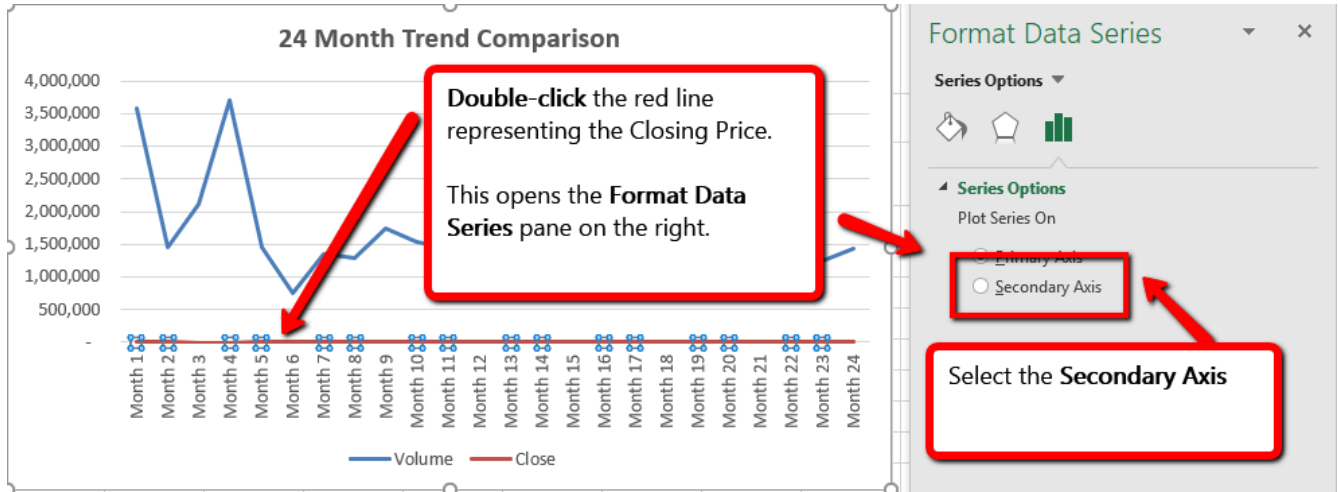 24 Month Trend Comparison
4,000,000
3,500,000
3,000,000
2,500,000
2,000,000
1,500,000
1,000,000
500,000
-
Month 1
Month 2
Month 3
Month 4
Month 5
Month 6
Month 7
Month 8
Month 9
Month 10
Month 11
Month 12
Month 13
Month 14
Month 15
Month 16
Month 17
Month 18
Month 19
Month 20
Month 21
Month 22
Month 23
Month 24
Volume
Close
Double-click the red line
representing the Closing Price.
This opens the Format Data
Series pane on the right.
Format Data Series
Series Options
Series Options
Plot Series On
Primary Axis
Secondary Axis
Select the Secondary Axis